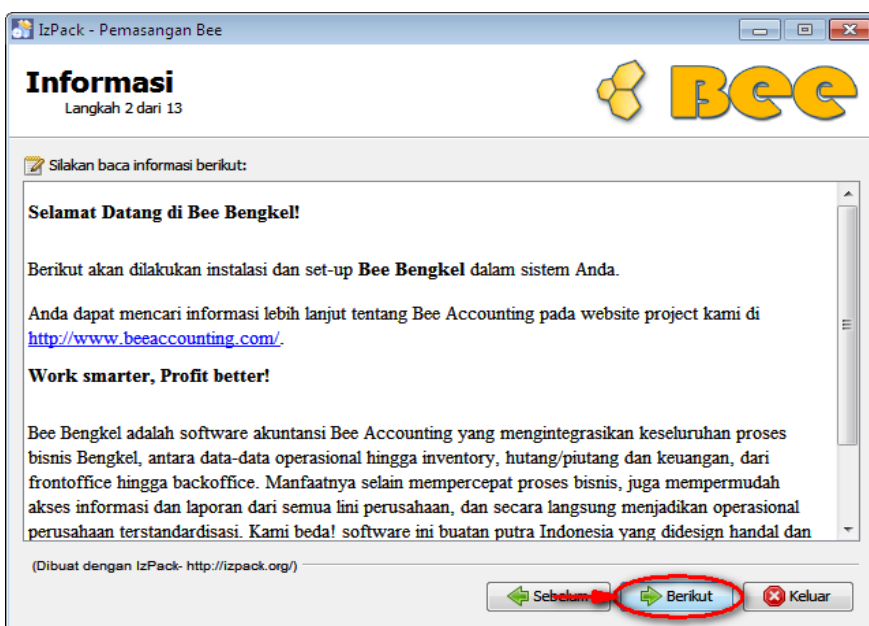 IzPack - Pemasangan Bee
Informasi
Langkah 2 dari 13
Bee
Silakan baca informasi berikut:
Selamat Datang di Bee Bengkel!
Berikut akan dilakukan instalasi dan set-up Bee Bengkel dalam sistem Anda.
Anda dapat mencari informasi lebih lanjut tentang Bee Accounting pada website project kami di
http://www.beeaccounting.com/.
Work smarter, Profit better!
Bee Bengkel adalah software akuntansi Bee Accounting yang mengintegrasikan keseluruhan proses
bisnis Bengkel, antara data-data operasional hingga inventory, hutang/piutang dan keuangan, dari
frontoffice hingga backoffice. Manfaatnya selain mempercepat proses bisnis, juga mempermudah
akses informasi dan laporan dari semua lini perusahaan, dan secara langsung menjadikan operasional
perusahaan terstandardisasi. Kami beda! software ini buatan putra Indonesia yang didesign handal dan
(Dibuat dengan IzPack- http://izpack.org/)
Sebelum
Berikut
Keluar